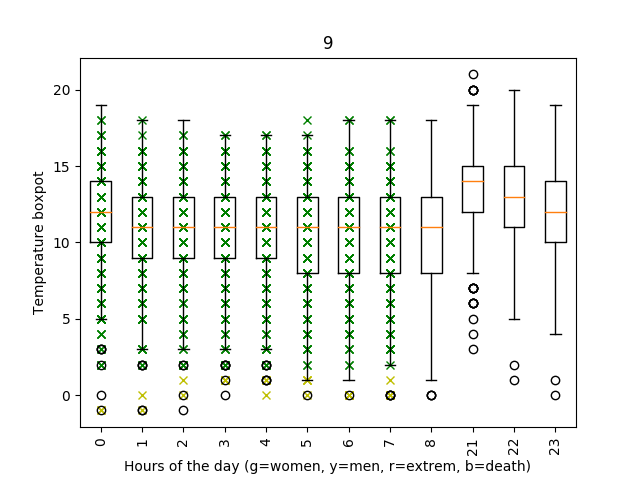 9
Temperature boxpot
20
15
10
5
0
0 1 2 3 4 5 6 7 8 21 22 23
Hours of the day (g=women, y=men, r=extrem, b=death)